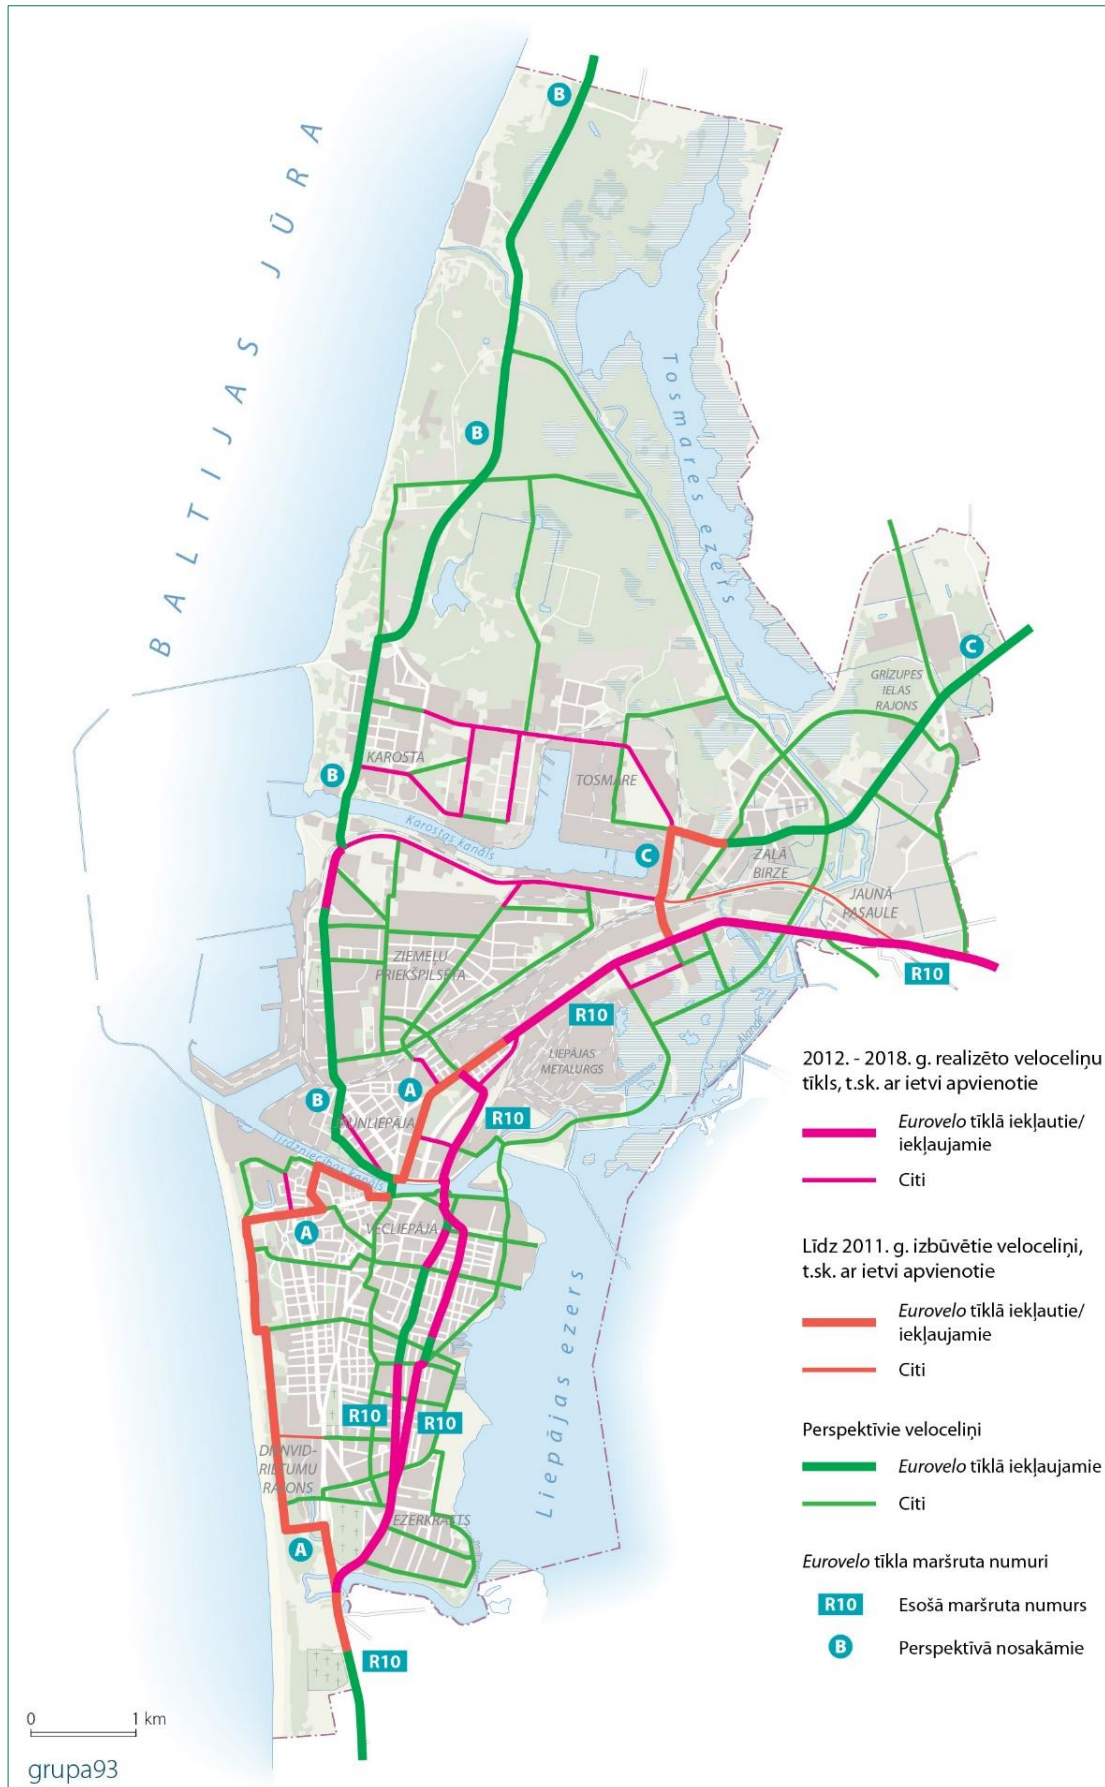 B
BALTIJAS JŪRA
B
Tosmares ezers
C
GRĪZUPES
IELAS
RAJONS
KAROSTA
TOSMARE
B
Karostas kanāls
C
ZAĻĀ
BIRZE
JAUNĀ
PASAULE
ZIEMEĻU
PRIEKŠPILSĒTA
R10
R10
Ālande
LIEPĀJAS
METALURGS
A
B
R10
JAUNLIEPĀJA
Tirdzniecības kanāls
VECLIEPĀJA
A
Liepājas ezers
R10
R10
DIENVID-
RIETUMU
RAJONS
EZERKRASTS
A
R10
2012. - 2018. g. realizēto veloceliņu
tīkls, t.sk. ar ietvi apvienotie
Eurovelo tīklā iekļautie/
iekļaujamie
Citi
Līdz 2011. g. izbūvētie veloceliņi,
t.sk. ar ietvi apvienotie
Eurovelo tīklā iekļautie/
iekļaujamie
Citi
Perspektīvie veloceliņi
Eurovelo tīklā iekļaujamie
Citi
Eurovelo tīkla maršruta numuri
R10 Esošā maršruta numurs
B Perspektīvā nosakāmie
0 1 km
grupa93